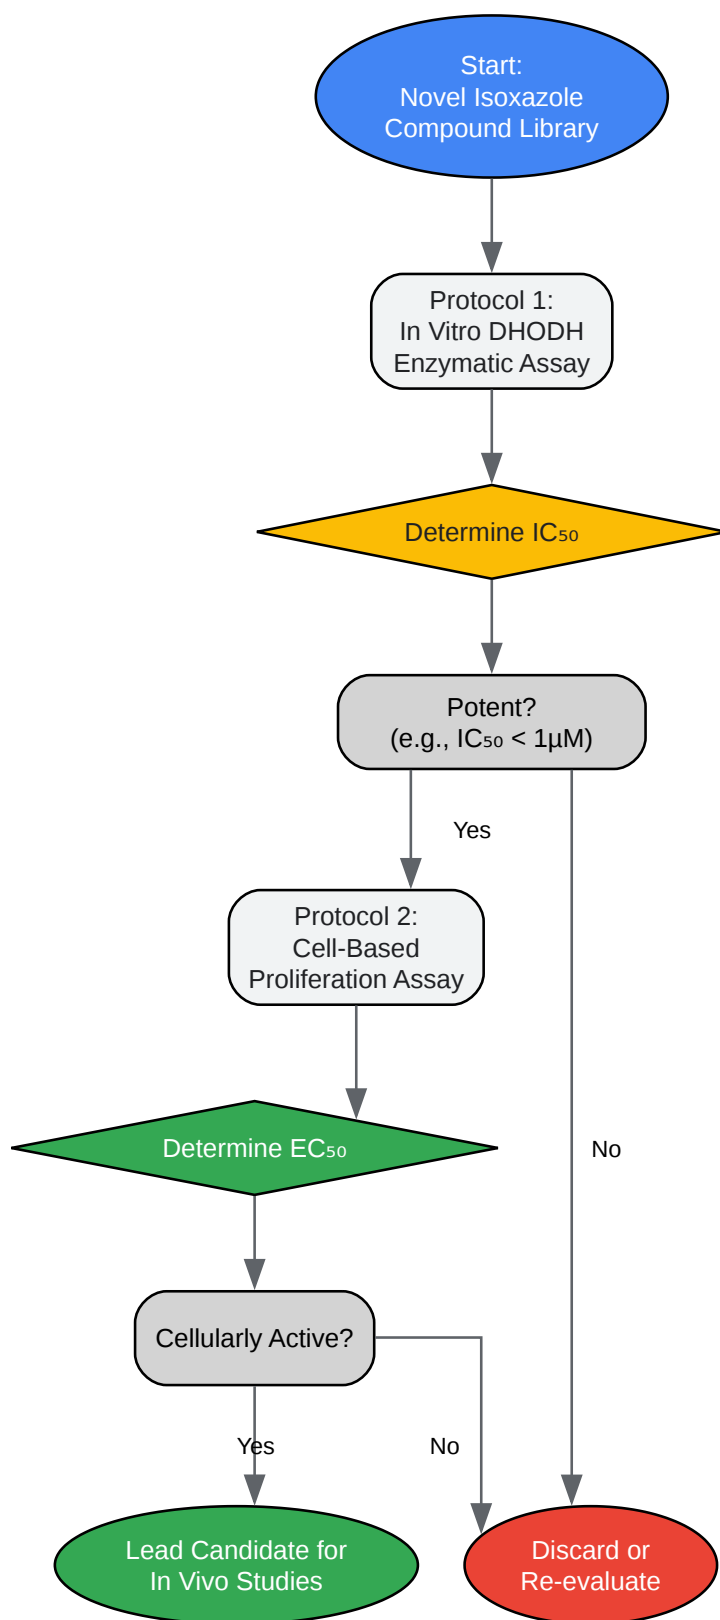 Start:
Novel Isoxazole
Compound Library
Protocol 1:
In Vitro DHODH
Enzymatic Assay
Determine IC₅₀
Potent?
(e.g., IC₅₀ < 1µM)
Yes
Protocol 2:
Cell-Based
Proliferation Assay
Determine EC₅₀
No
Cellularly Active?
Yes
No
Lead Candidate for
In Vivo Studies
Discard or
Re-evaluate